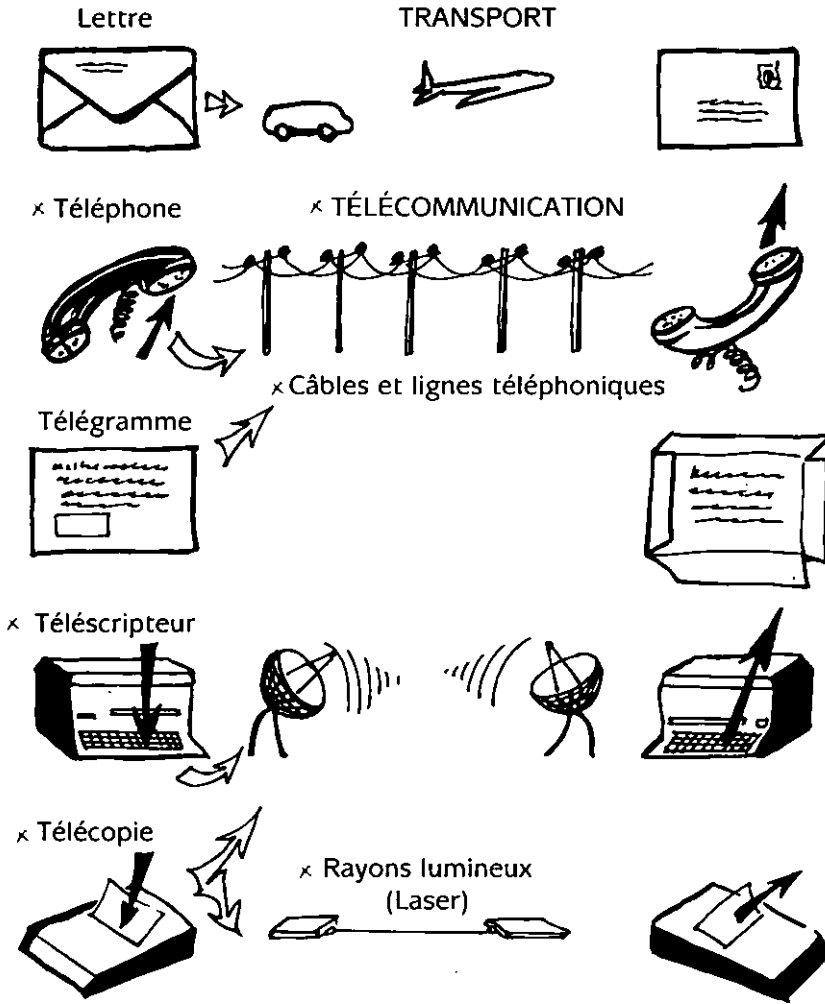 Lettre
TRANSPORT
× Téléphone
× TÉLÉCOMMUNICATION
× Câbles et lignes téléphoniques
Télégramme
× Téléscripteur
× Télécopie
× Rayons lumineux
(Laser)